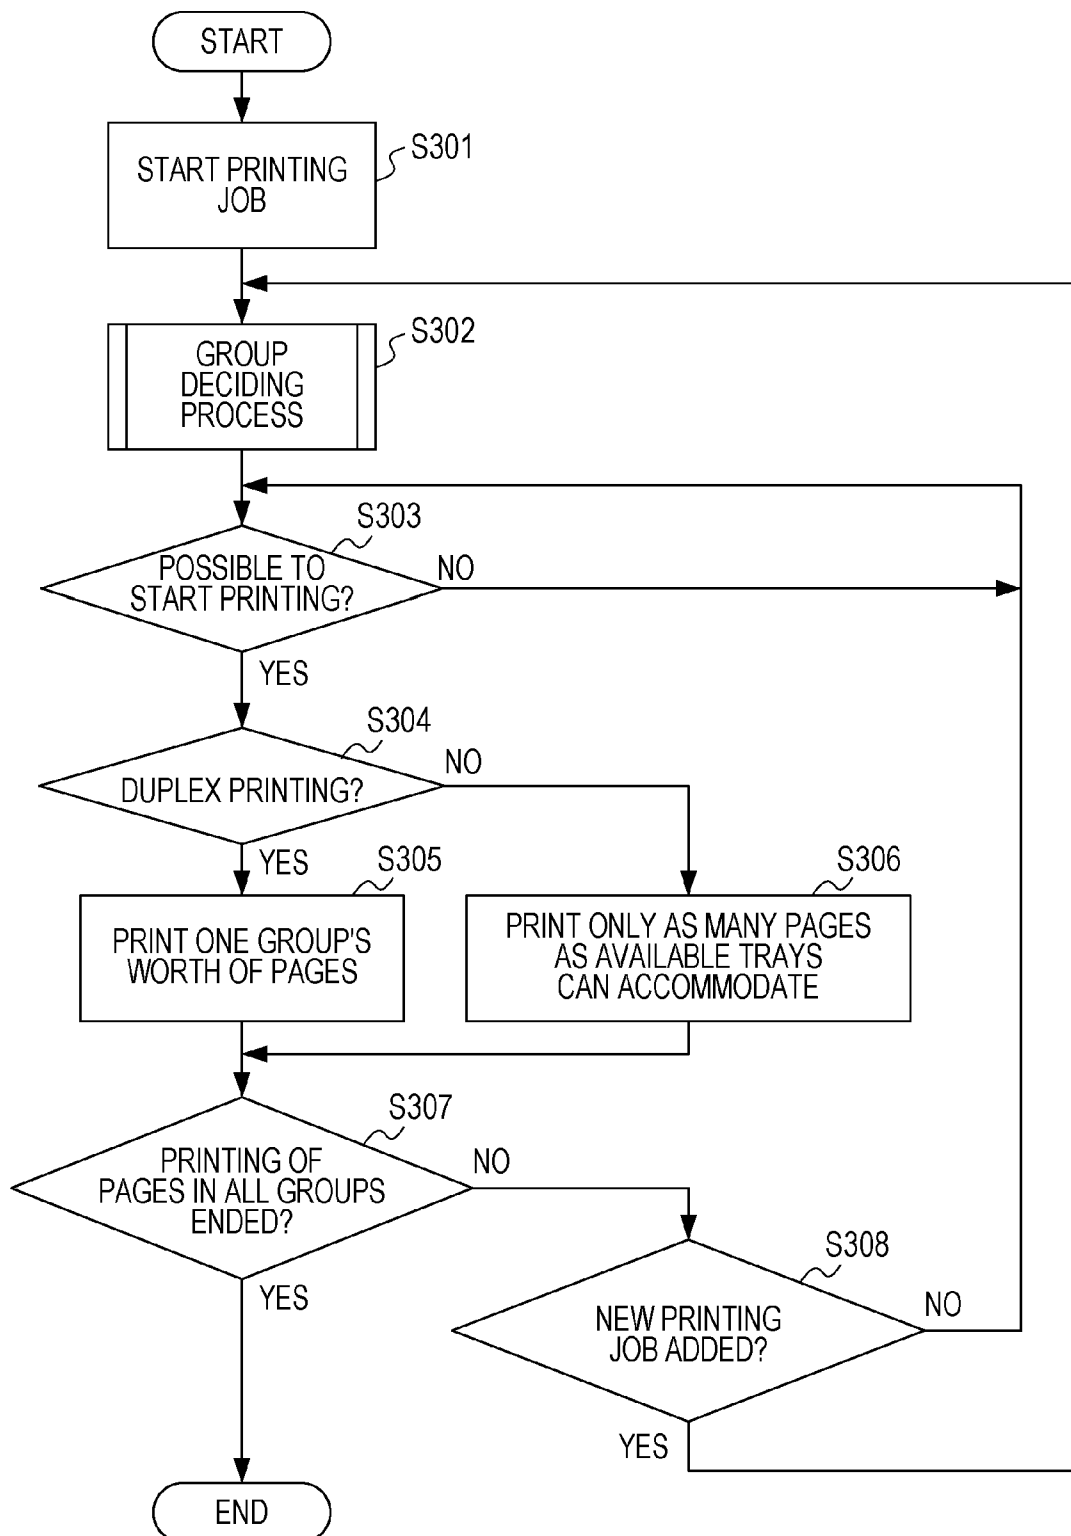 START
START PRINTING
JOB
S301
GROUP
DECIDING
PROCESS
S302
POSSIBLE TO
START PRINTING?
S303
NO
YES
DUPLEX PRINTING?
S304
NO
YES
PRINT ONE GROUP'S
WORTH OF PAGES
S305
PRINT ONLY AS MANY PAGES
AS AVAILABLE TRAYS
CAN ACCOMMODATE
S306
PRINTING OF
PAGES IN ALL GROUPS
ENDED?
S307
NO
YES
NEW PRINTING
JOB ADDED?
S308
NO
YES
END